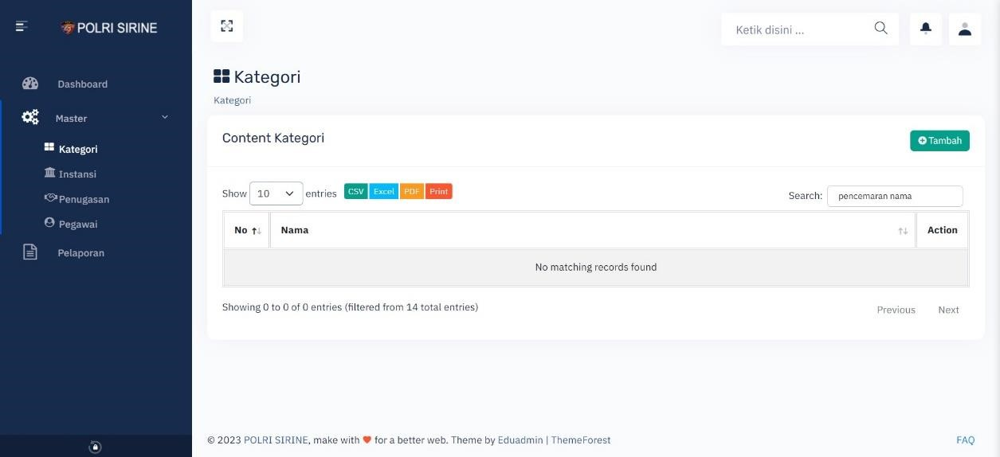 POLRI SIRINE
Ketik disini ...
Dashboard
Master
Kategori
Instansi
Penugasan
Pegawai
Pelaporan
Kategori
Kategori
Content Kategori
Tambah
Show 10 entries CSV Excel PDF Print
Search: pencemaran nama
No Nama Action
No matching records found
Showing 0 to 0 of 0 entries (filtered from 14 total entries)
Previous Next
© 2023 POLRI SIRINE, make with ❤ for a better web. Theme by Eduadmin | ThemeForest
FAQ